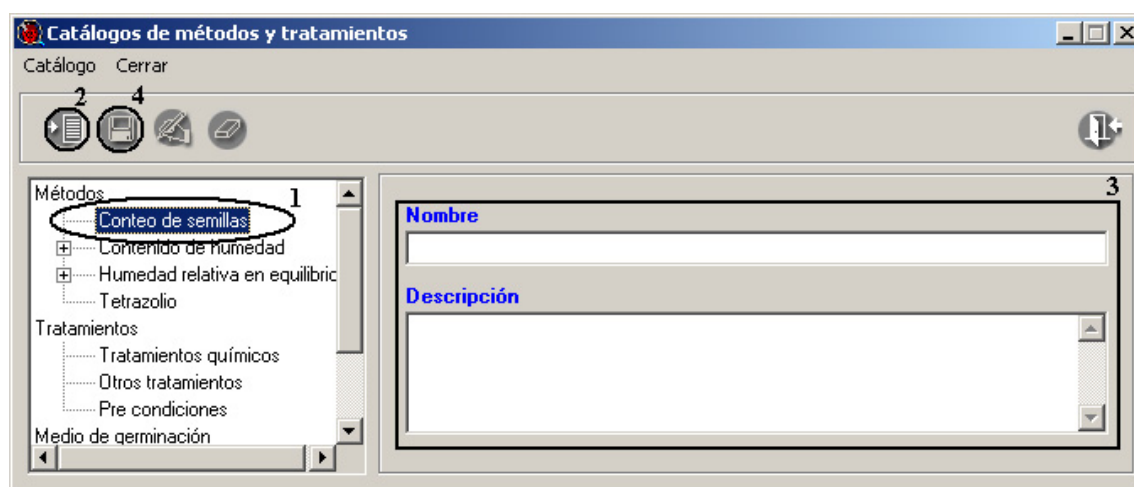 Catálogos de métodos y tratamientos
Catálogo Cerrar
2 4
Métodos
1
3
Conteo de semillas
Nombre
Contenido de humedad
Humedad relativa en equilibric
Tetrazolio
Descripción
Tratamientos
Tratamientos químicos
Otros tratamientos
Pre condiciones
Medio de germinación